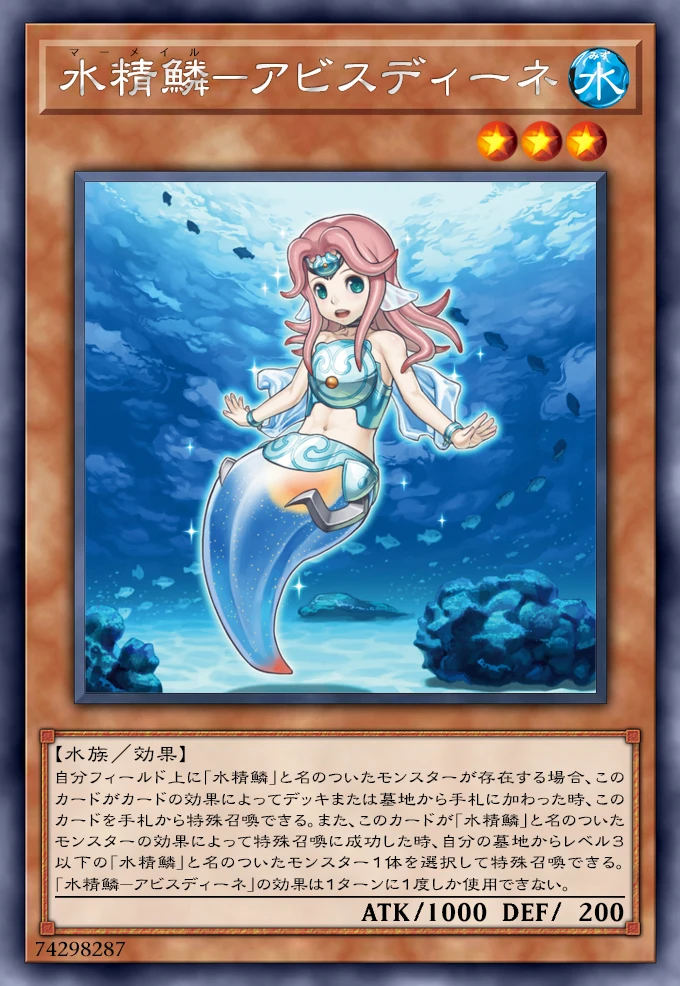 マーメイル
水精鱗－アビスディーネ
みず
水
【水族／効果】
自分フィールド上に「水精鱗」と名のついたモンスターが存在する場合、この
カードがカードの効果によってデッキまたは墓地から手札に加わった時、この
カードを手札から特殊召喚できる。また、このカードが「水精鱗」と名のついた
モンスターの効果によって特殊召喚に成功した時、自分の墓地からレベル３
以下の「水精鱗」と名のついたモンスター１体を選択して特殊召喚できる。
「水精鱗－アビスディーネ」の効果は１ターンに１度しか使用できない。
ATK/1000 DEF/ 200
74298287